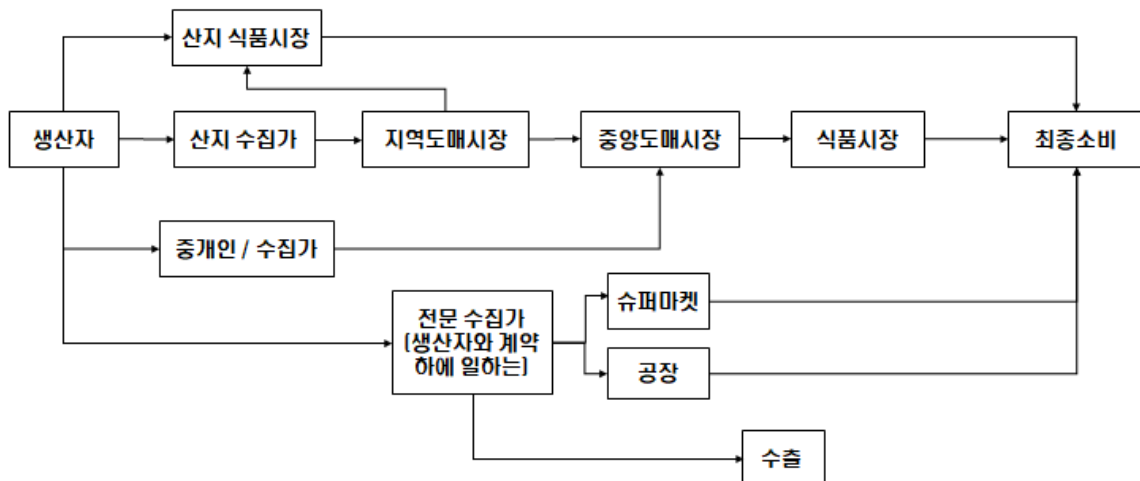 산지 식품시장
생산자
산지 수집가
지역도매시장
중앙도매시장
식품시장
최종소비
중개인 / 수집가
전문 수집가
(생산자와 계약
하에 일하는)
슈퍼마켓
공장
수출